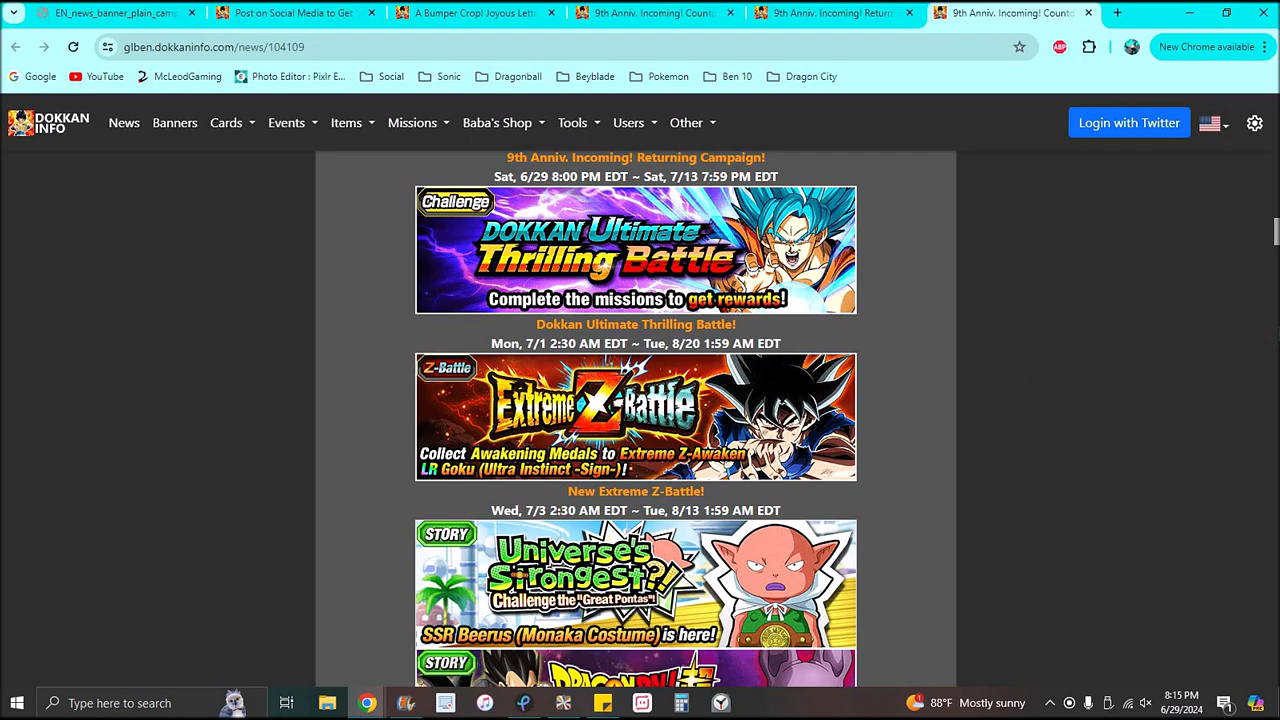 EN_news_banner_plain_camp
Post on Social Media to Get
A Bumper Crop! Joyous Lett
9th Anniv. Incoming! Countd
9th Anniv. Incoming! Return
9th Anniv. Incoming! Countd
glben.dokkaninfo.com/news/104109
ABP
New Chrome available
Google
YouTube
McLeodGaming
Photo Editor : Pixlr E...
Social
Sonic
Dragonball
Beyblade
Pokemon
Ben 10
Dragon City
DOKKAN
INFO
News
Banners
Cards
Events
Items
Missions
Baba's Shop
Tools
Users
Other
Login with Twitter
9th Anniv. Incoming! Returning Campaign!
Sat, 6/29 8:00 PM EDT ~ Sat, 7/13 7:59 PM EDT
Challenge
DOKKAN Ultimate
Thrilling Battle
Complete the missions to get rewards!
Dokkan Ultimate Thrilling Battle!
Mon, 7/1 2:30 AM EDT ~ Tue, 8/20 1:59 AM EDT
Z-Battle
Extreme Z-Battle
Collect Awakening Medals to Extreme Z-Awaken
LR Goku (Ultra Instinct -Sign-)!
New Extreme Z-Battle!
Wed, 7/3 2:30 AM EDT ~ Tue, 8/13 1:59 AM EDT
STORY
Universe's
Strongest?!
Challenge the "Great Pontas"!
SSR Beerus (Monaka Costume) is here!
STORY
Type here to search
88°F Mostly sunny
8:15 PM
6/29/2024